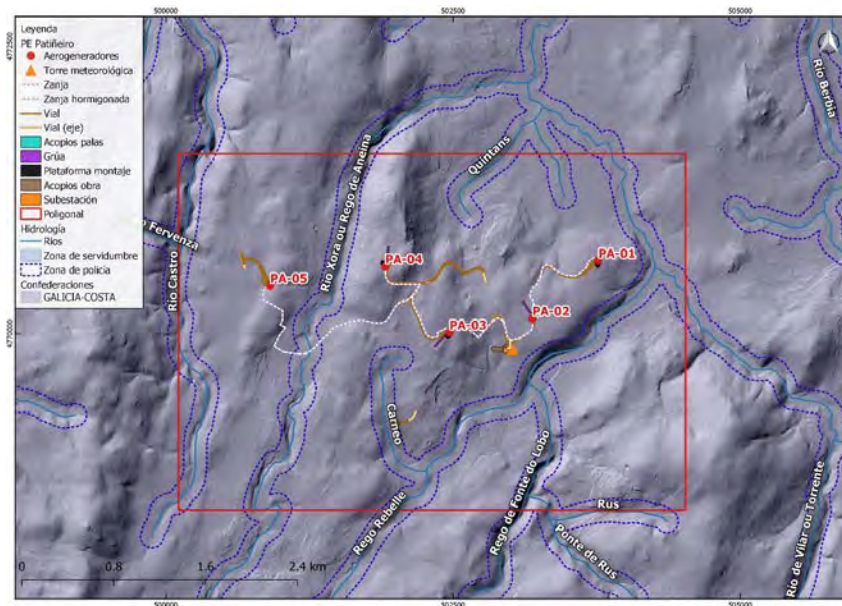 500000
502500
505000
4772500
4770000
Leyenda
PE Patiñeiro
Aerogeneradores
Torre meteorológica
Zanja
Zanja hormigonada
Vial
Vial (eje)
Acopios palas
Grúa
Plataforma montaje
Acopios obra
Subestación
Poligonal
Hidrología
Ríos
Zona de servidumbre
Zona de policia
Confederaciones
GALICIA-COSTA
Río Berbia
Quintans
Río Xora ou Rego de Aneina
Fervenza
Río Castro
PA-01
PA-04
PA-05
PA-02
PA-03
Carneo
Rego Rebelle
Rego de Fonte do Lobo
Rus
Ponte de Rus
Río de Vilar ou Torrente
0 0.8 1.6 2.4 km
500000
502500
505000